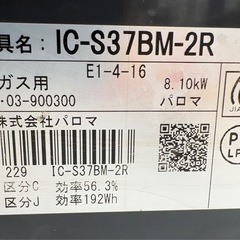 具名：IC-S37BM-2R
E1-4-16
ガス用 8.10kW
-03-900300 パロマ
株式会社パロマ
229 IC-S37BM-2R
区分C 効率56.3%
区分J 効率192Wh
JIA
P
LP